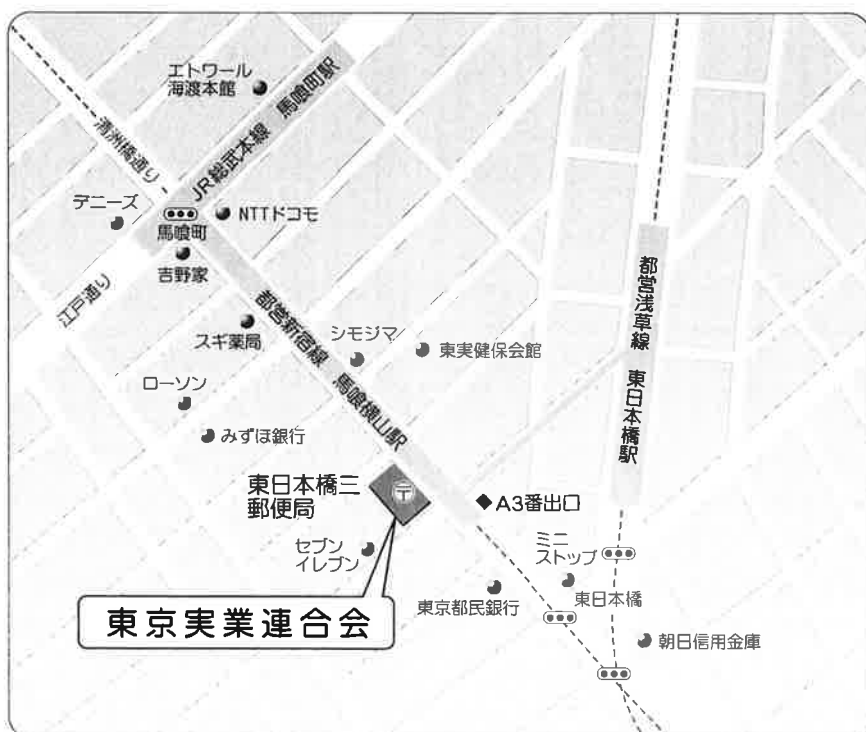 エトワール
海渡本館
JR総武本線 馬喰町駅
清洲橋通り
デニーズ
NTTドコモ
馬喰町
吉野家
江戸通り
都営新宿線 馬喰横山駅
スギ薬局
シモジマ
東実健保会館
都営浅草線 東日本橋駅
ローソン
みずほ銀行
東日本橋三
郵便局
〒
A3番出口
セブン
イレブン
ミニ
ストップ
東京都民銀行
東日本橋
東京実業連合会
朝日信用金庫